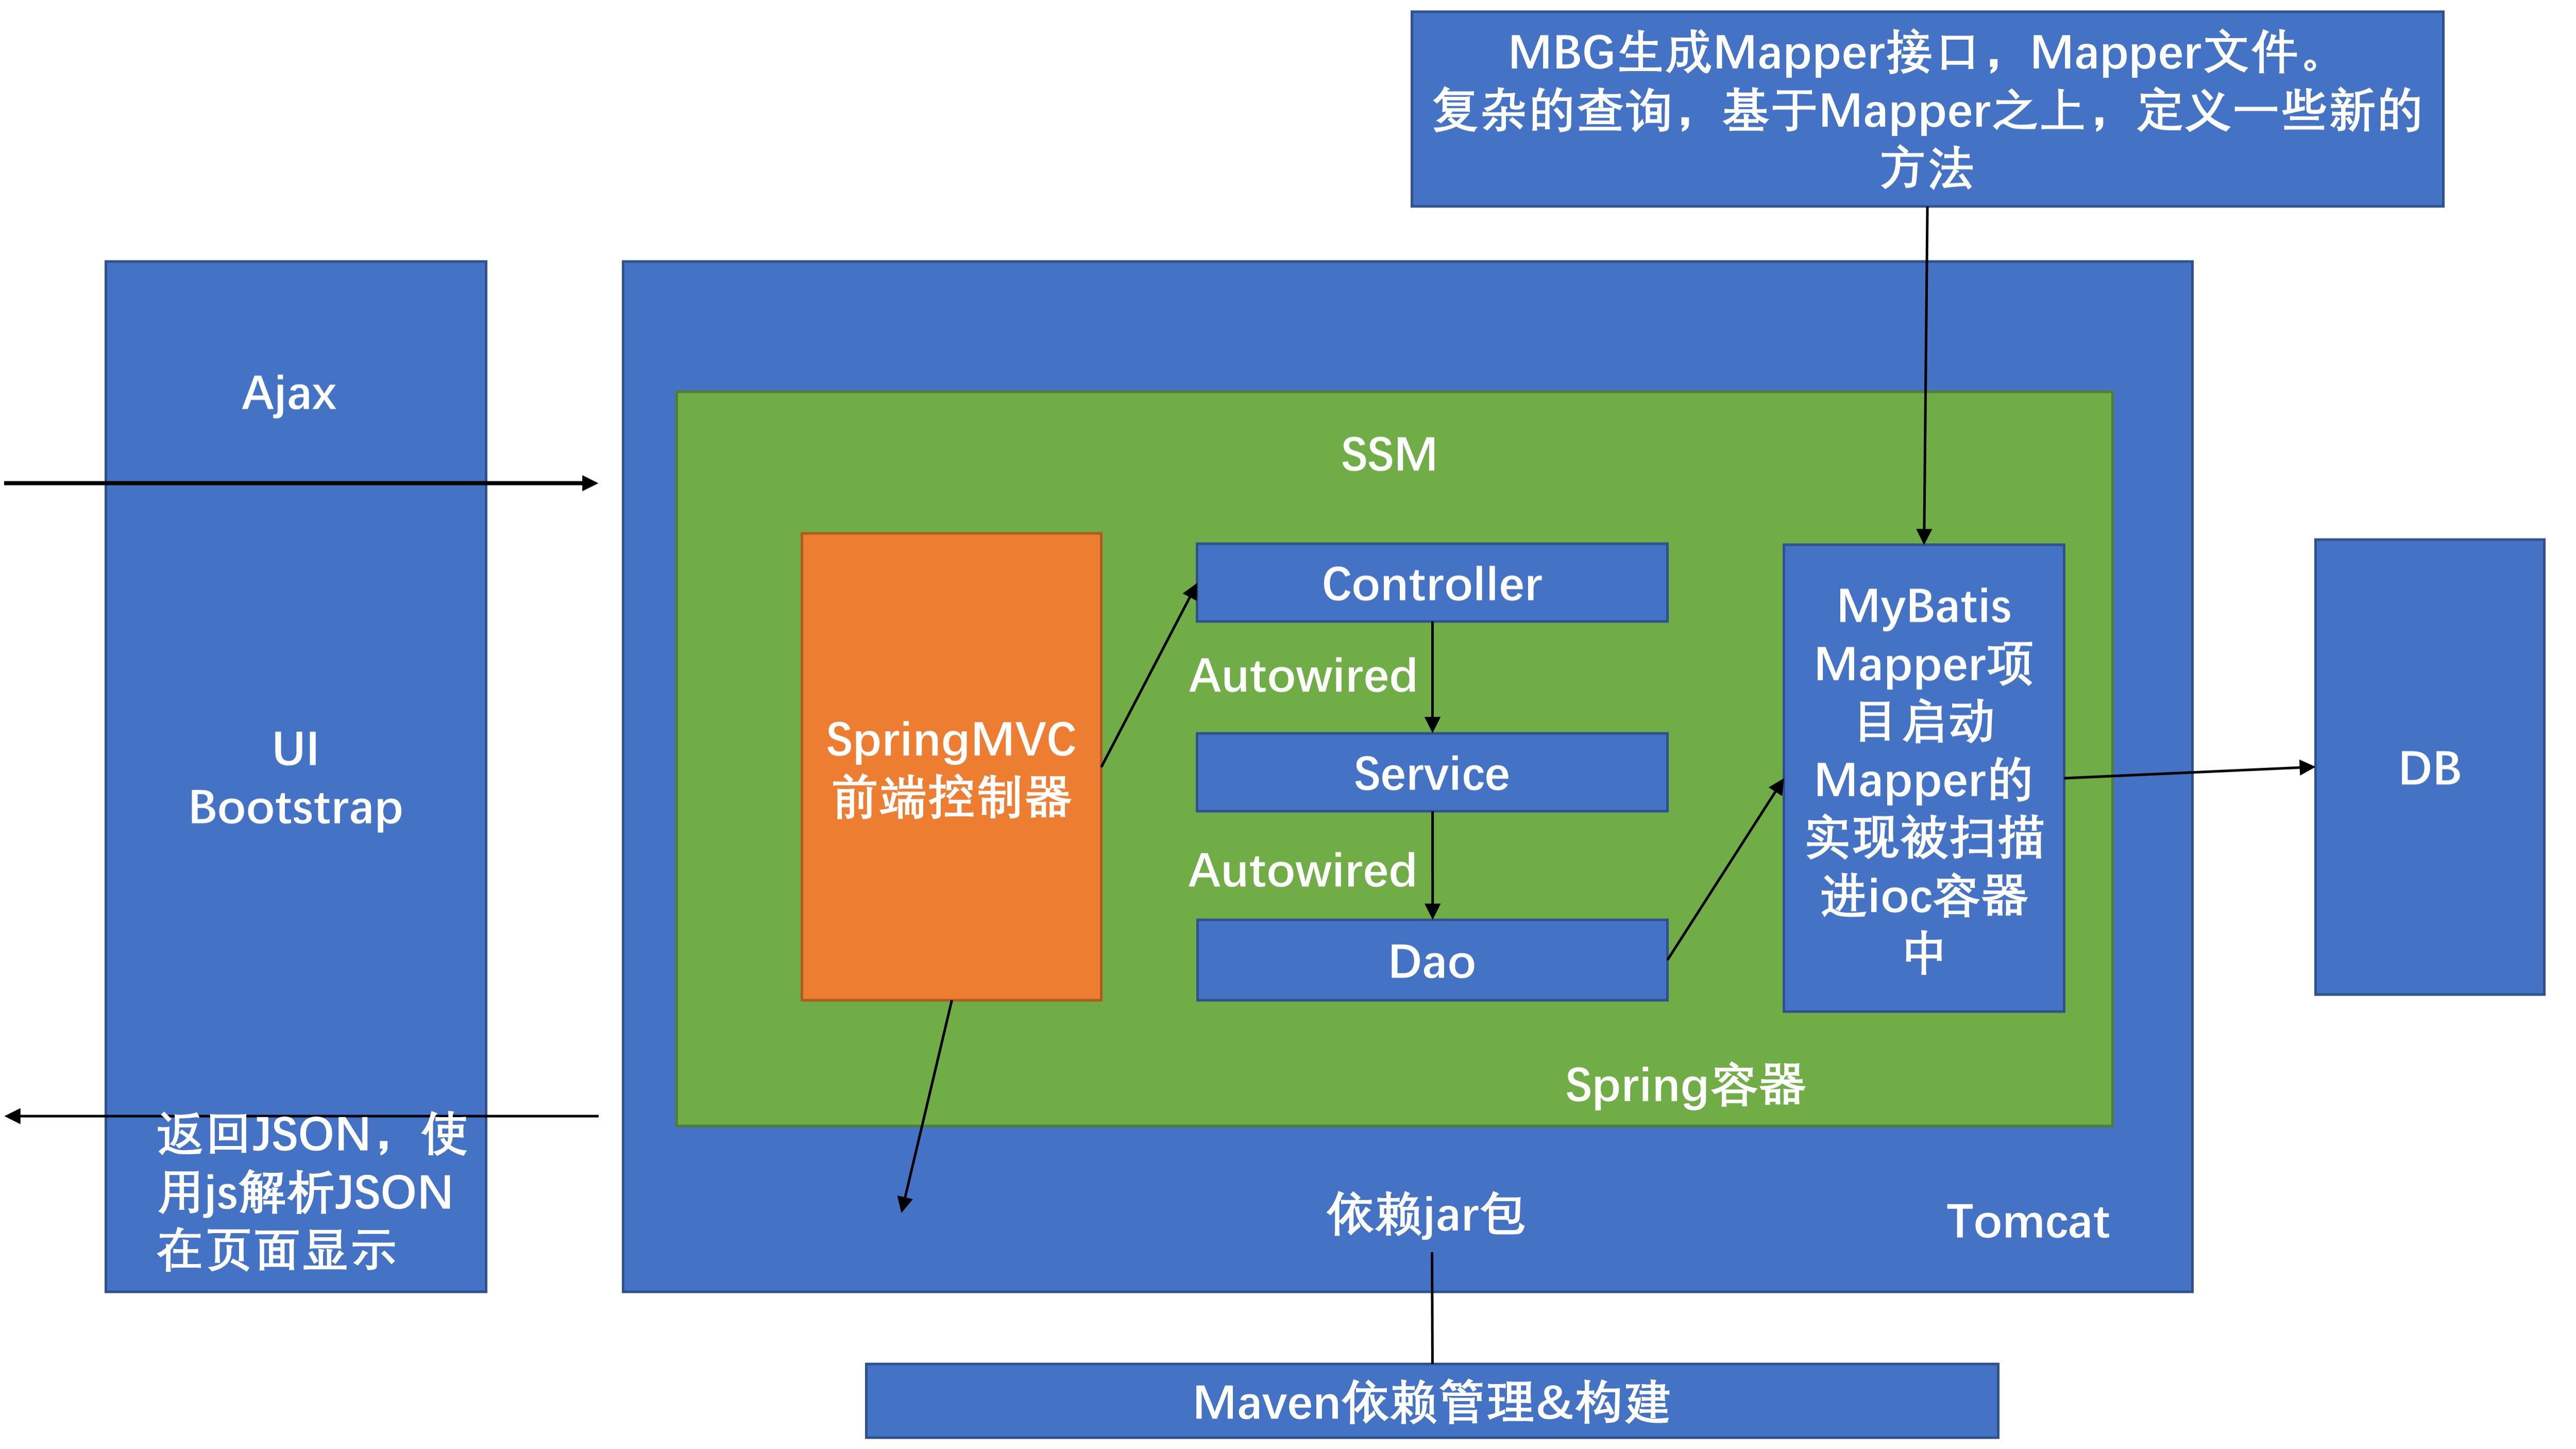 MBG生成Mapper接口，Mapper文件。
复杂的查询，基于Mapper之上，定义一些新的
方法
Ajax
UI
Bootstrap
返回JSON，使
用js解析JSON
在页面显示
SSM
SpringMVC
前端控制器
Controller
Autowired
Service
Autowired
Dao
MyBatis
Mapper项
目启动
Mapper的
实现被扫描
进ioc容器
中
Spring容器
依赖jar包
Tomcat
DB
Maven依赖管理&构建